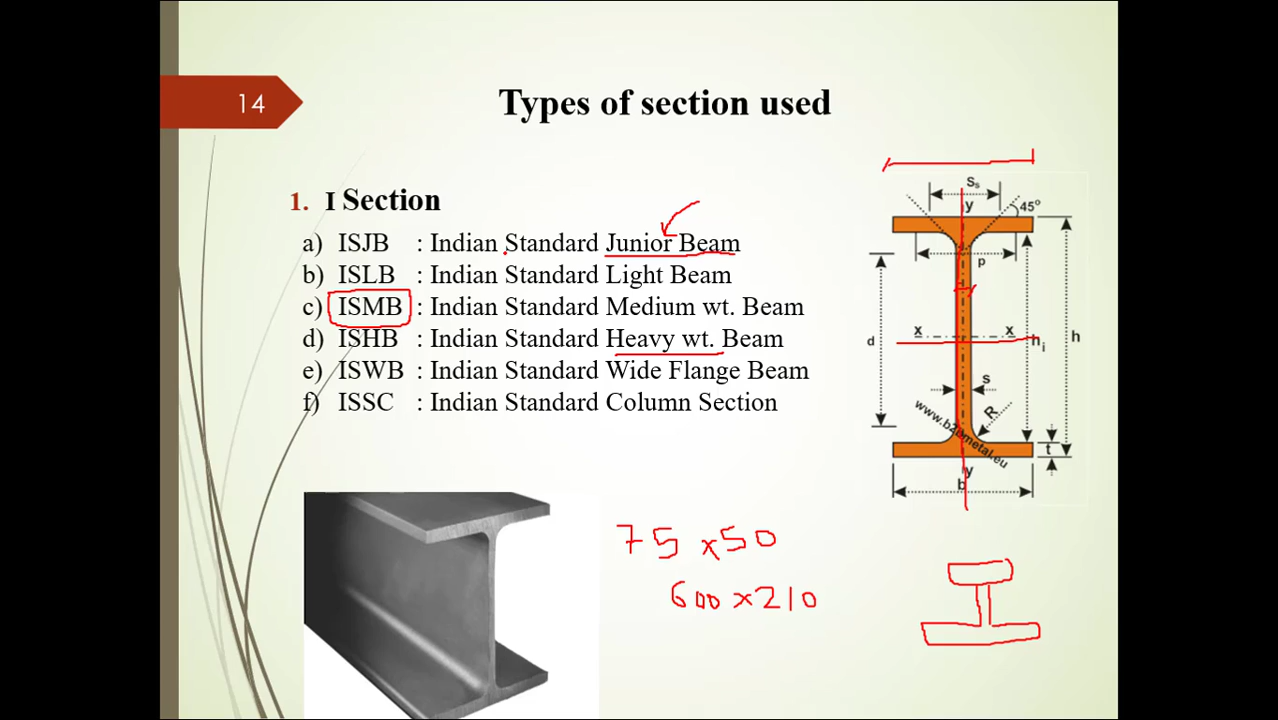 14
Types of section used
1. I Section
a) ISJB : Indian Standard Junior Beam
b) ISLB : Indian Standard Light Beam
c) ISMB : Indian Standard Medium wt. Beam
d) ISHB : Indian Standard Heavy wt. Beam
e) ISWB : Indian Standard Wide Flange Beam
f) ISSC : Indian Standard Column Section
Ss
y
45°
p
x x
d
hi
h
s
R
t
y
b
75 x 50
600 x 210